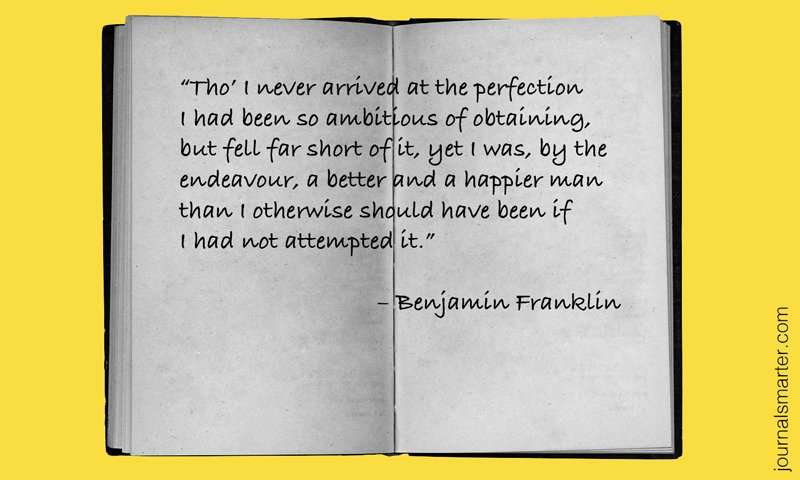 “Tho’ I never arrived at the perfection
I had been so ambitious of obtaining,
but fell far short of it, yet I was, by the
endeavour, a better and a happier man
than I otherwise should have been if
I had not attempted it.”
– Benjamin Franklin
journalsmarter.com